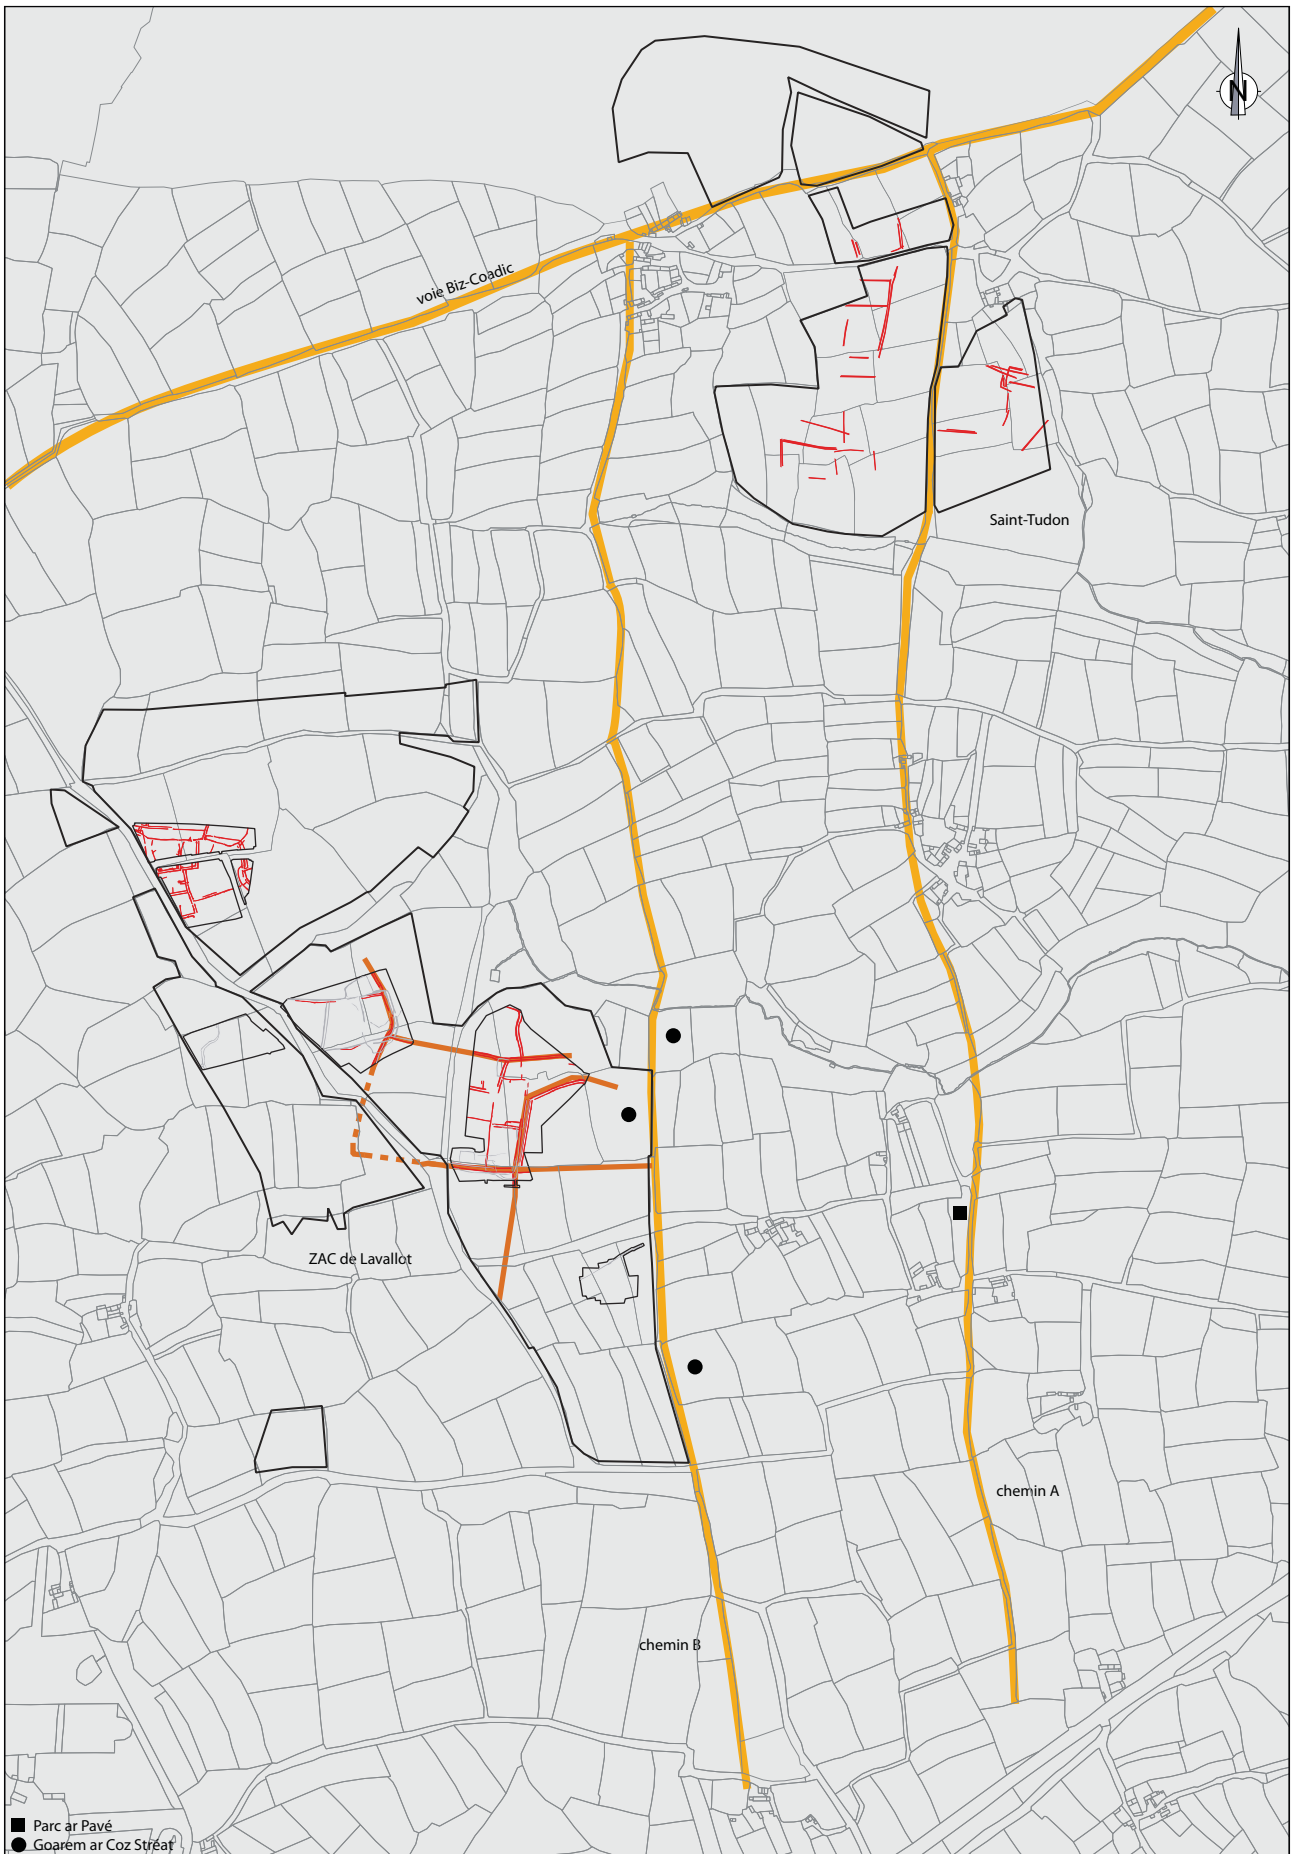 N
voie Biz-Coadic
Saint-Tudon
ZAC de Lavallot
chemin A
chemin B
Parc ar Pavé
Goarem ar Coz Stréat